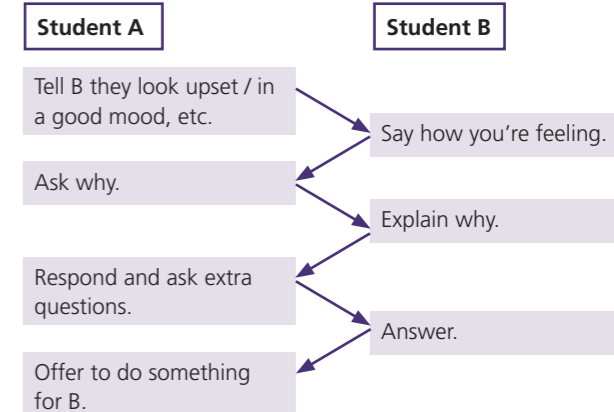 Student A
Student B
Tell B they look upset / in
a good mood, etc.
Say how you're feeling.
Ask why.
Explain why.
Respond and ask extra
questions.
Answer.
Offer to do something
for B.